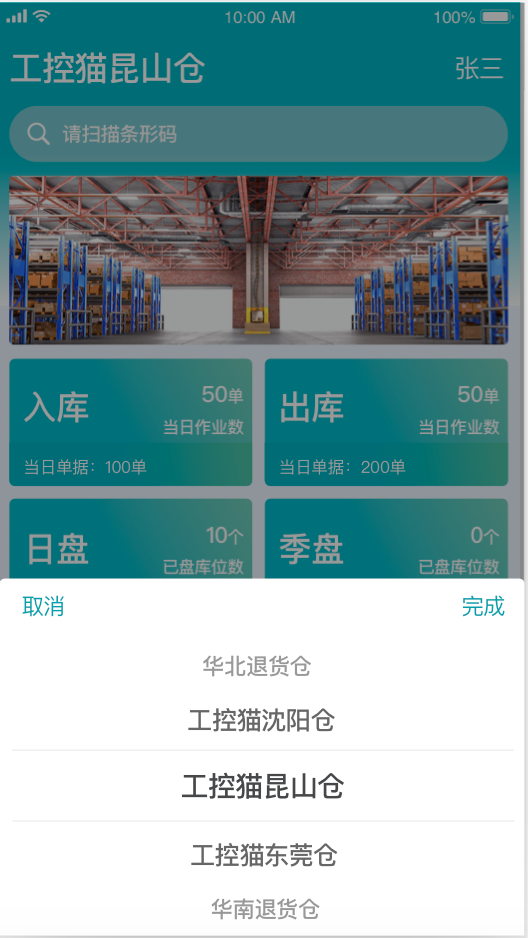 10:00 AM 100%
工控猫昆山仓 张三
请扫描条形码
入库 50单 出库 50单
当日作业数 当日作业数
当日单据：100单 当日单据：200单
日盘 10个 季盘 0个
已盘库位数 已盘库位数
取消 完成
华北退货仓
工控猫沈阳仓
工控猫昆山仓
工控猫东莞仓
华南退货仓